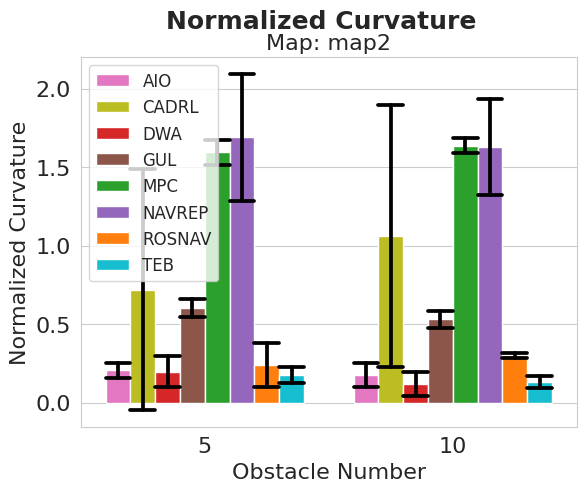 Normalized Curvature
Map: map2
AIO
CADRL
DWA
GUL
MPC
NAVREP
ROSNAV
TEB
Normalized Curvature
2.0
1.5
1.0
0.5
0.0
5 10
Obstacle Number